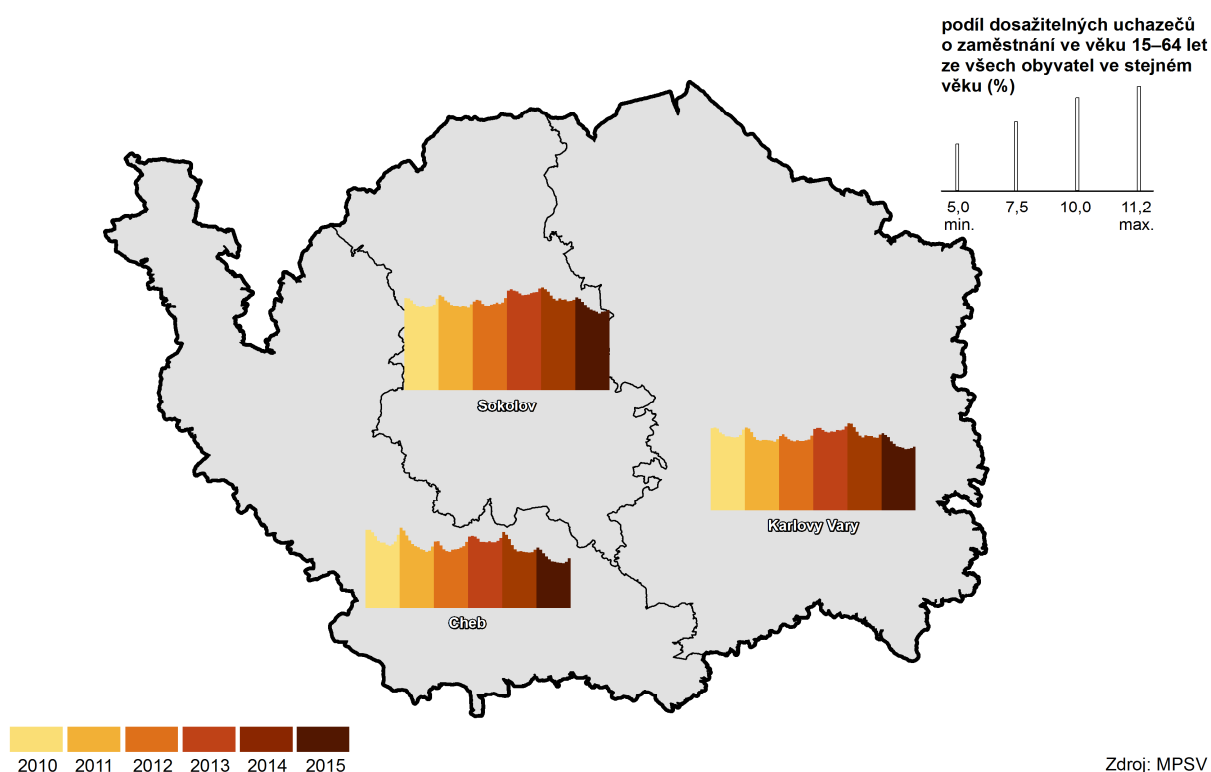 podíl dosažitelných uchazečů
o zaměstnání ve věku 15–64 let
ze všech obyvatel ve stejném
věku (%)
5,0 7,5 10,0 11,2
min. max.
Sokolov
Karlovy Vary
Cheb
2010 2011 2012 2013 2014 2015
Zdroj: MPSV